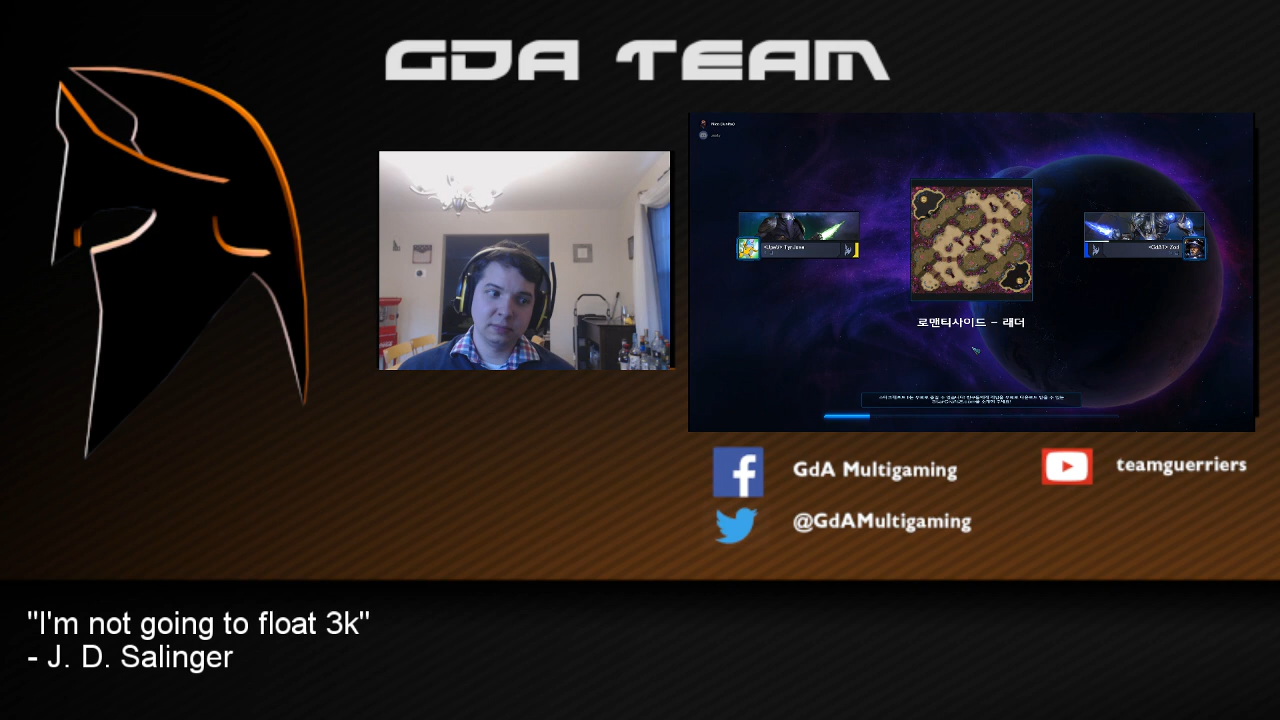 GDA TEAM
로맨티사이드 - 래더
GdA Multigaming
teamguerriers
@GdAMultigaming
"I'm not going to float 3k"
- J. D. Salinger